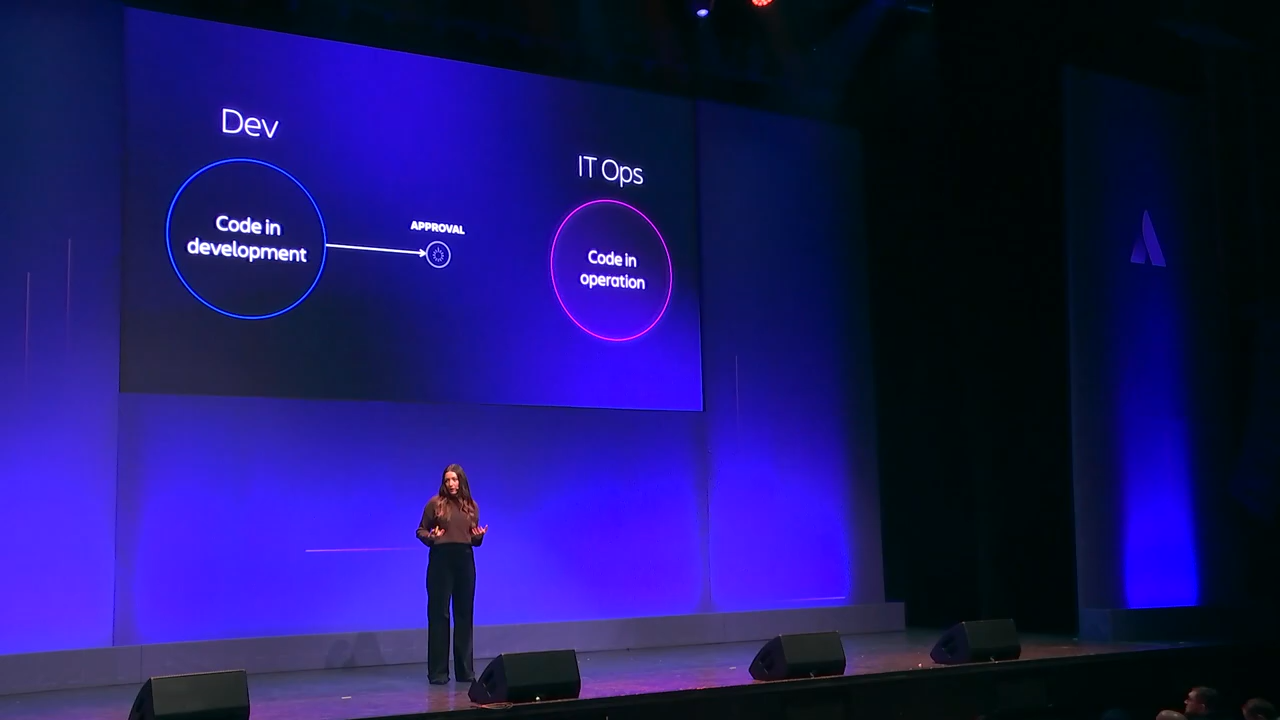 Dev
Code in
development
APPROVAL
IT Ops
Code in
operation